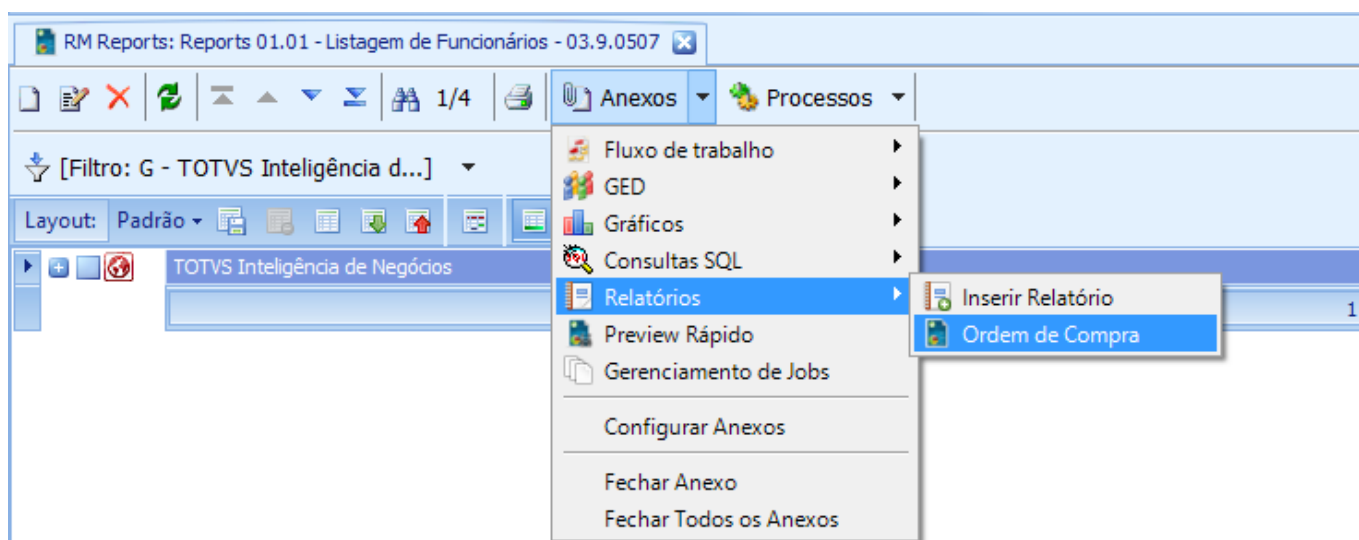 RM Reports: Reports 01.01 - Listagem de Funcionários - 03.9.0507
1/4 Anexos Processos
[Filtro: G - TOTVS Inteligência d...]
Layout: Padrão
TOTVS Inteligência de Negócios
1
Fluxo de trabalho
GED
Gráficos
Consultas SQL
Relatórios
Preview Rápido
Gerenciamento de Jobs
Configurar Anexos
Fechar Anexo
Fechar Todos os Anexos
Inserir Relatório
Ordem de Compra